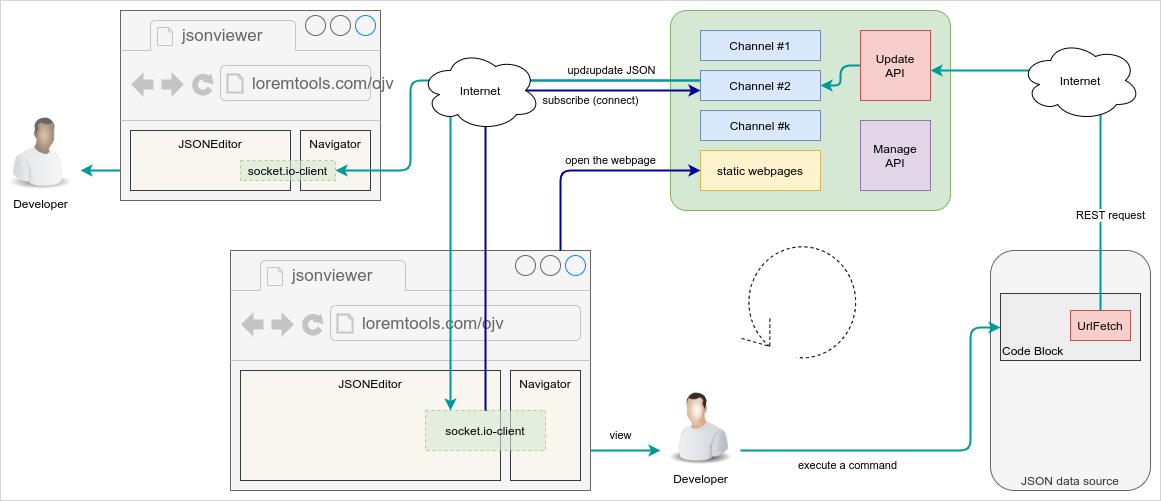 jsonviewer
loremtools.com/ojv
JSONEditor
Navigator
socket.io-client
Developer
Internet
update JSON
subscribe (connect)
open the webpage
Channel #1
Channel #2
Channel #k
static webpages
Update
API
Manage
API
Internet
REST request
jsonviewer
loremtools.com/ojv
JSONEditor
Navigator
socket.io-client
view
Developer
execute a command
UrlFetch
Code Block
JSON data source